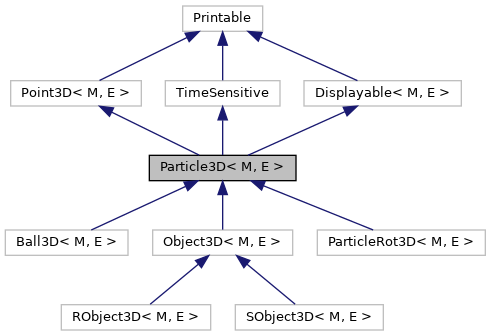 Printable
Point3D< M, E >
TimeSensitive
Displayable< M, E >
Particle3D< M, E >
Ball3D< M, E >
Object3D< M, E >
ParticleRot3D< M, E >
RObject3D< M, E >
SObject3D< M, E >